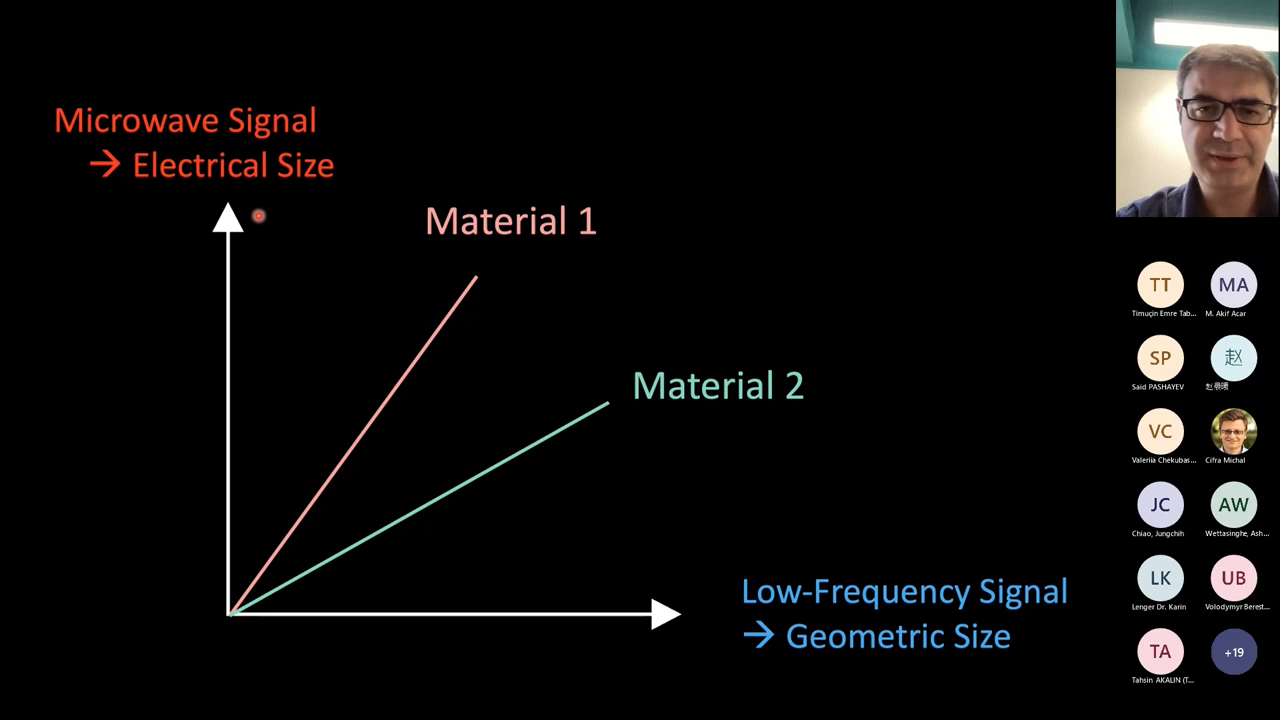 Microwave Signal
→ Electrical Size
Material 1
Material 2
Low-Frequency Signal
→ Geometric Size
TT
Timuçin Emre Tab...
MA
M. Akif Acar
SP
Said PASHAYEV
赵
VC
Valeriia Chekubas...
Cifra Michal
JC
Chiao, Jungchih
AW
Wettasinghe, Ash...
LK
Lenger Dr. Karin
UB
Volodymyr Berest...
TA
Tahsin AKALIN (T...
+19